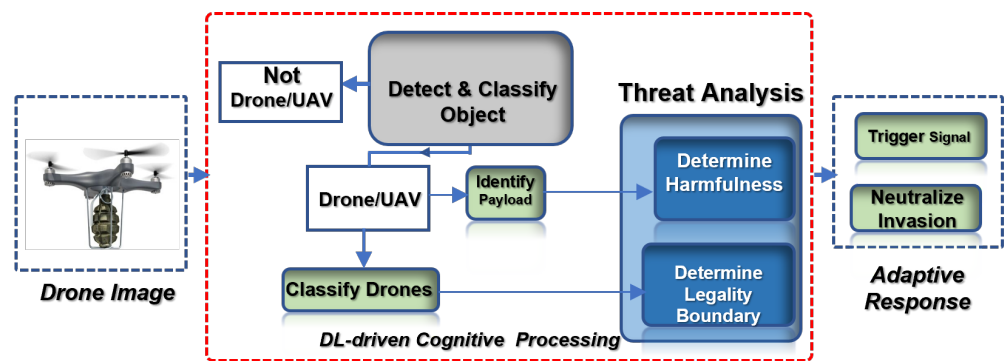 Not
Drone/UAV
Detect & Classify
Object
Threat Analysis
Drone/UAV
Identify
Payload
Determine
Harmfulness
Trigger Signal
Neutralize
Invasion
Classify Drones
Determine
Legality
Boundary
Drone Image
DL-driven Cognitive Processing
Adaptive
Response